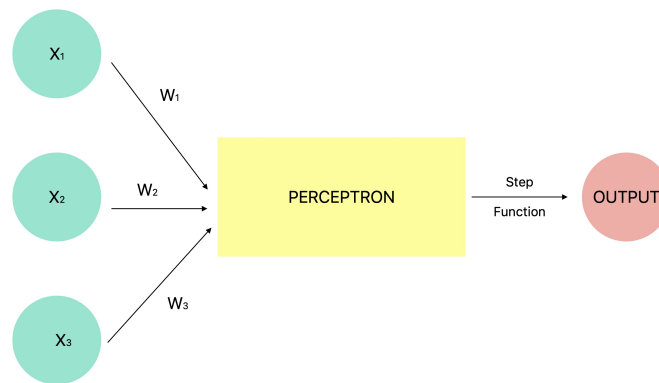 X₁
W₁
X₂
W₂
PERCEPTRON
Step
Function
OUTPUT
W₃
X₃